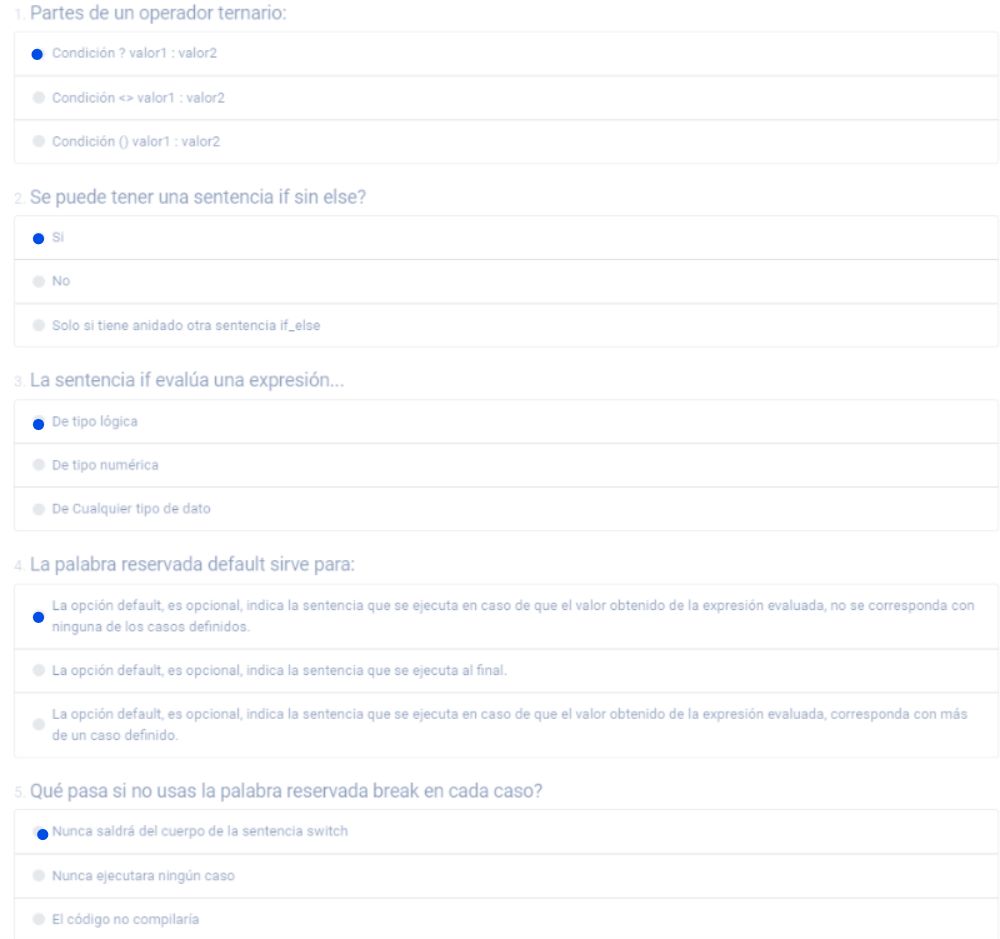 1. Partes de un operador ternario:
Condición ? valor1 : valor2
Condición <> valor1 : valor2
Condición () valor1 : valor2
2. Se puede tener una sentencia if sin else?
Si
No
Solo si tiene anidado otra sentencia if_else
3. La sentencia if evalúa una expresión...
De tipo lógica
De tipo numérica
De Cualquier tipo de dato
4. La palabra reservada default sirve para:
La opción default, es opcional, indica la sentencia que se ejecuta en caso de que el valor obtenido de la expresión evaluada, no se corresponda con
ninguna de los casos definidos.
La opción default, es opcional, indica la sentencia que se ejecuta al final.
La opción default, es opcional, indica la sentencia que se ejecuta en caso de que el valor obtenido de la expresión evaluada, corresponda con más
de un caso definido.
5. Qué pasa si no usas la palabra reservada break en cada caso?
Nunca saldrá del cuerpo de la sentencia switch
Nunca ejecutara ningún caso
El código no compilaría